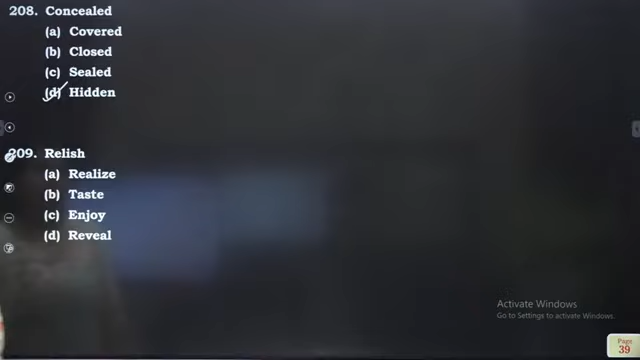 208. Concealed
(a) Covered
(b) Closed
(c) Sealed
(d) Hidden
209. Relish
(a) Realize
(b) Taste
(c) Enjoy
(d) Reveal
Activate Windows
Go to Settings to activate Windows.
Page
39